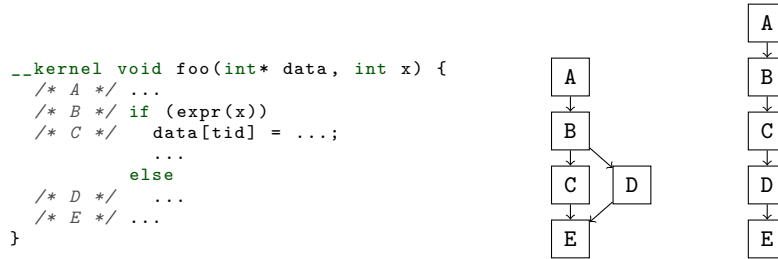 __kernel void foo(int* data, int x) {
/* A */ ...
/* B */ if (expr(x))
/* C */ data[tid] = ...;
...
else
/* D */ ...
/* E */ ...
}
A
B
C D
E
A
B
C
D
E